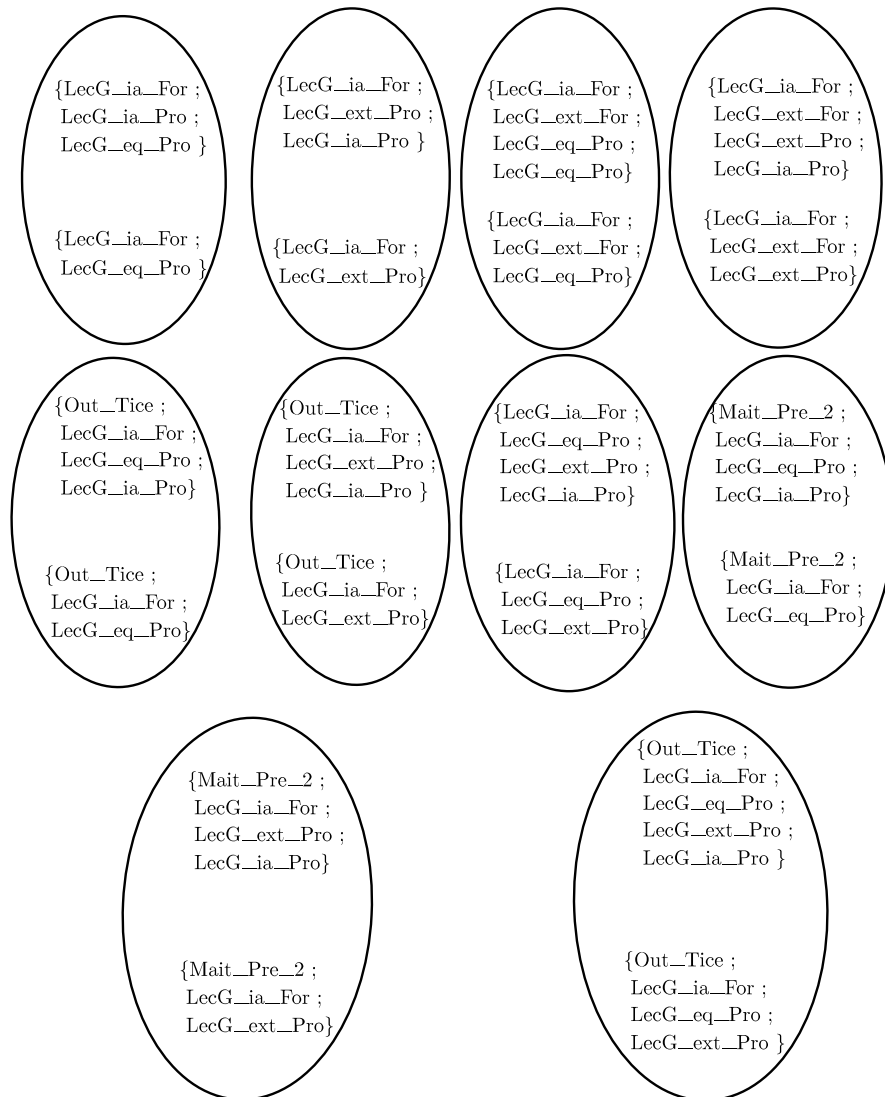 {LecG_ia_For ;
LecG_ia_Pro ;
LecG_eq_Pro }
{LecG_ia_For ;
LecG_eq_Pro }
{LecG_ia_For ;
LecG_ext_Pro ;
LecG_ia_Pro }
{LecG_ia_For ;
LecG_ext_Pro}
{LecG_ia_For ;
LecG_ext_For ;
LecG_eq_Pro ;
LecG_eq_Pro}
{LecG_ia_For ;
LecG_ext_For ;
LecG_eq_Pro}
{LecG_ia_For ;
LecG_ext_For ;
LecG_ext_Pro ;
LecG_ia_Pro}
{LecG_ia_For ;
LecG_ext_For ;
LecG_ext_Pro}
{Out_Tice ;
LecG_ia_For ;
LecG_eq_Pro ;
LecG_ia_Pro}
{Out_Tice ;
LecG_ia_For ;
LecG_eq_Pro}
{Out_Tice ;
LecG_ia_For ;
LecG_ext_Pro ;
LecG_ia_Pro }
{Out_Tice ;
LecG_ia_For ;
LecG_ext_Pro}
{LecG_ia_For ;
LecG_eq_Pro ;
LecG_ext_Pro ;
LecG_ia_Pro}
{LecG_ia_For ;
LecG_eq_Pro ;
LecG_ext_Pro}
{Mait_Pre_2 ;
LecG_ia_For ;
LecG_eq_Pro ;
LecG_ia_Pro}
{Mait_Pre_2 ;
LecG_ia_For ;
LecG_eq_Pro}
{Mait_Pre_2 ;
LecG_ia_For ;
LecG_ext_Pro ;
LecG_ia_Pro}
{Mait_Pre_2 ;
LecG_ia_For ;
LecG_ext_Pro}
{Out_Tice ;
LecG_ia_For ;
LecG_eq_Pro ;
LecG_ext_Pro ;
LecG_ia_Pro }
{Out_Tice ;
LecG_ia_For ;
LecG_eq_Pro ;
LecG_ext_Pro }